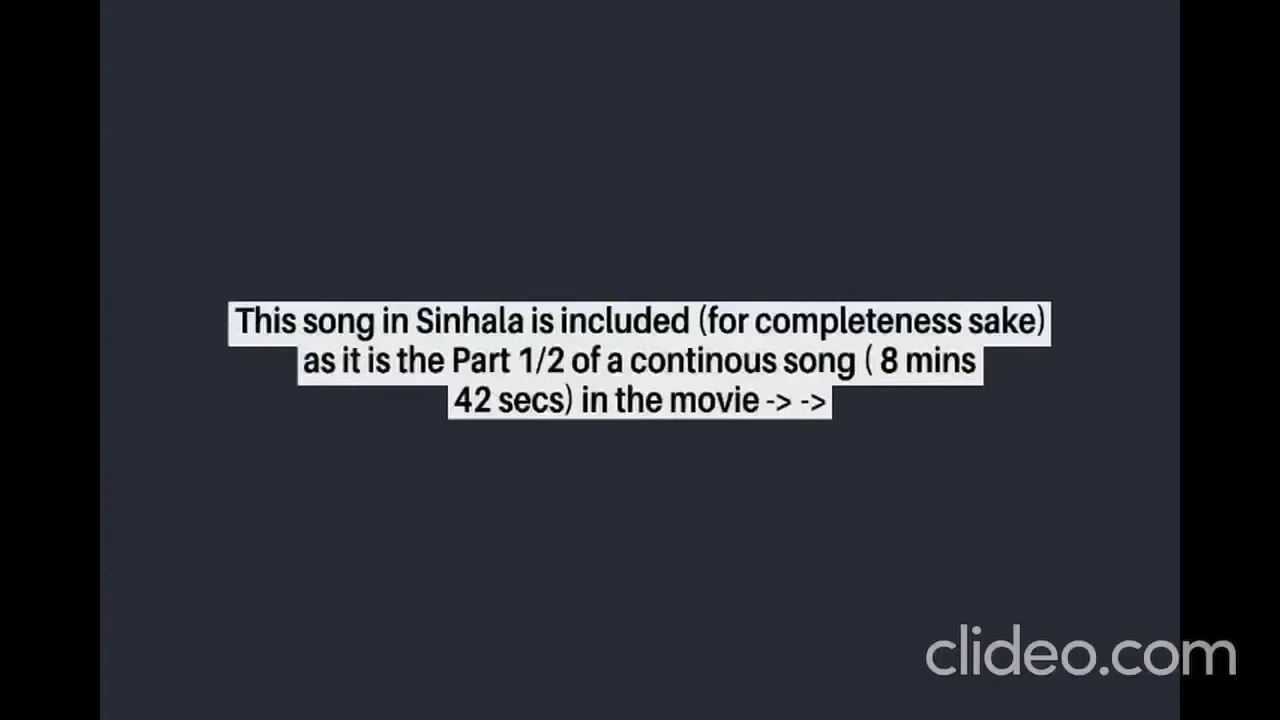 This song in Sinhala is included (for completeness sake)
as it is the Part 1/2 of a continous song ( 8 mins
42 secs) in the movie -> ->
clideo.com